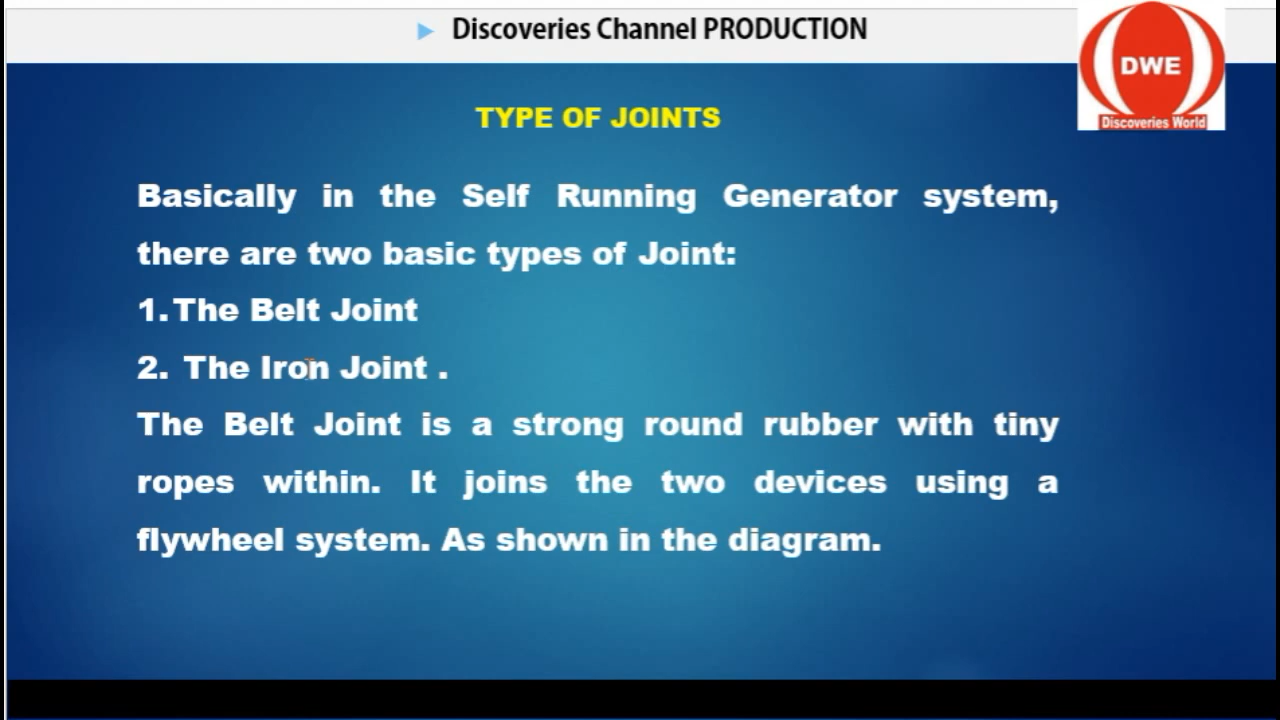 Discoveries Channel PRODUCTION
DWE
Discoveries World
TYPE OF JOINTS
Basically in the Self Running Generator system,
there are two basic types of Joint:
1. The Belt Joint
2. The Iron Joint .
The Belt Joint is a strong round rubber with tiny
ropes within. It joins the two devices using a
flywheel system. As shown in the diagram.